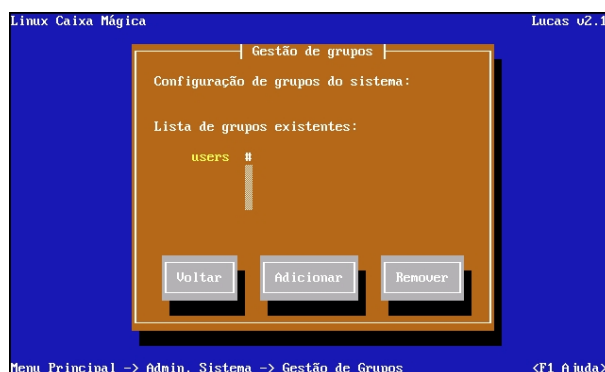 Linux Caixa Mágica Lucas v2.1
Gestão de grupos
Configuração de grupos do sistema:
Lista de grupos existentes:
users #
Voltar Adicionar Remover
Menu Principal -> Admin. Sistema -> Gestão de Grupos <F1 Ajuda>